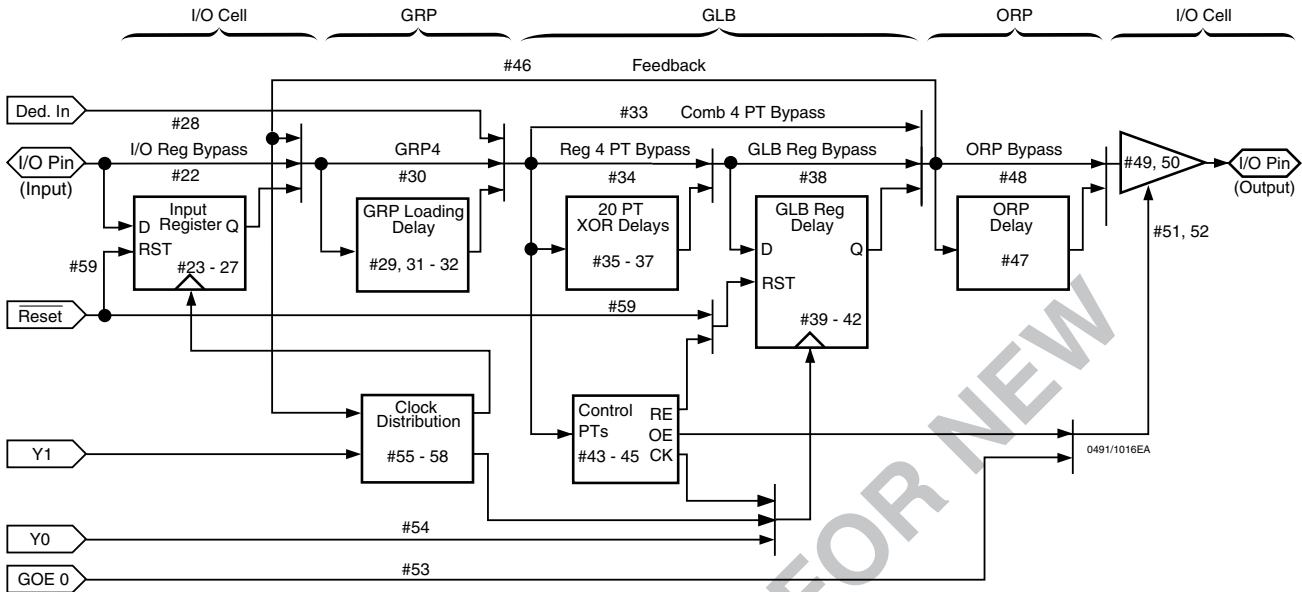 I/O Cell GRP GLB ORP I/O Cell
#46 Feedback
Ded. In
#28
#33 Comb 4 PT Bypass
I/O Pin
(Input)
I/O Reg Bypass
#22
GRP4
#30
Reg 4 PT Bypass
#34
GLB Reg Bypass
#38
ORP Bypass
#48
#49, 50
I/O Pin
(Output)
Input
Register
D
Q
RST
#23 - 27
#59
GRP Loading
Delay
#29, 31 - 32
20 PT
XOR Delays
#35 - 37
GLB Reg
Delay
D
Q
RST
#39 - 42
ORP
Delay
#47
#51, 52
Reset
#59
Clock
Distribution
#55 - 58
Control
PTs
#43 - 45
RE
OE
CK
0491/1016EA
Y1
Y0
#54
GOE 0
#53
FOR NEW